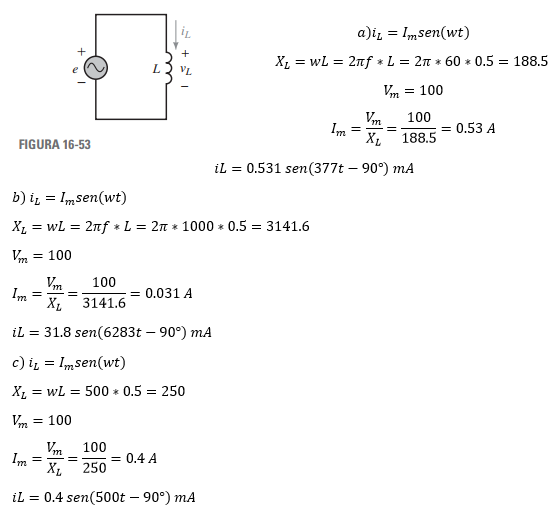 i_L
+ +
e L v_L
− −
FIGURA 16-53
a)i_L = I_m sen(wt)
X_L = wL = 2πf * L = 2π * 60 * 0.5 = 188.5
V_m = 100
I_m = V_m/X_L = 100/188.5 = 0.53 A
iL = 0.531 sen(377t − 90°) mA
b) i_L = I_m sen(wt)
X_L = wL = 2πf * L = 2π * 1000 * 0.5 = 3141.6
V_m = 100
I_m = V_m/X_L = 100/3141.6 = 0.031 A
iL = 31.8 sen(6283t − 90°) mA
c) i_L = I_m sen(wt)
X_L = wL = 500 * 0.5 = 250
V_m = 100
I_m = V_m/X_L = 100/250 = 0.4 A
iL = 0.4 sen(500t − 90°) mA